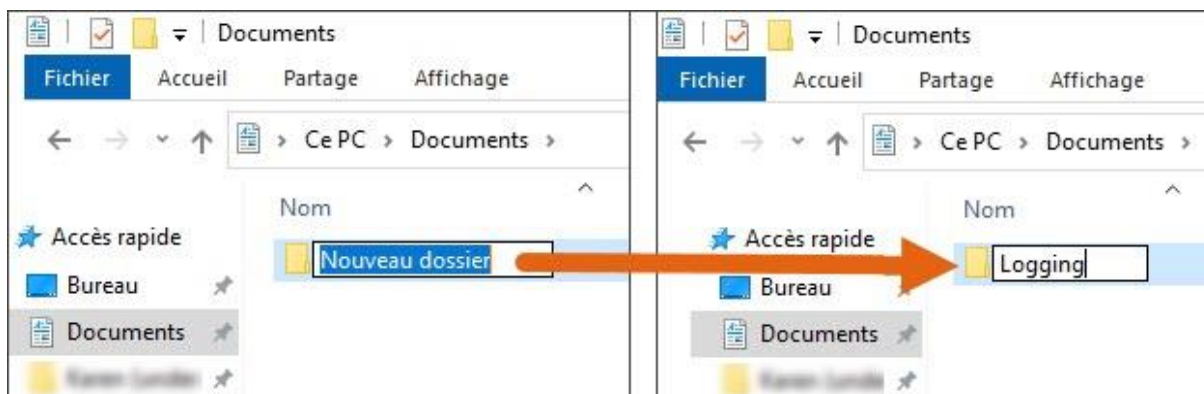 Documents
Fichier Accueil Partage Affichage
Ce PC > Documents >
Nom
Accès rapide
Nouveau dossier
Bureau
Documents
Documents
Fichier Accueil Partage Affichage
Ce PC > Documents >
Nom
Accès rapide
Logging
Bureau
Documents